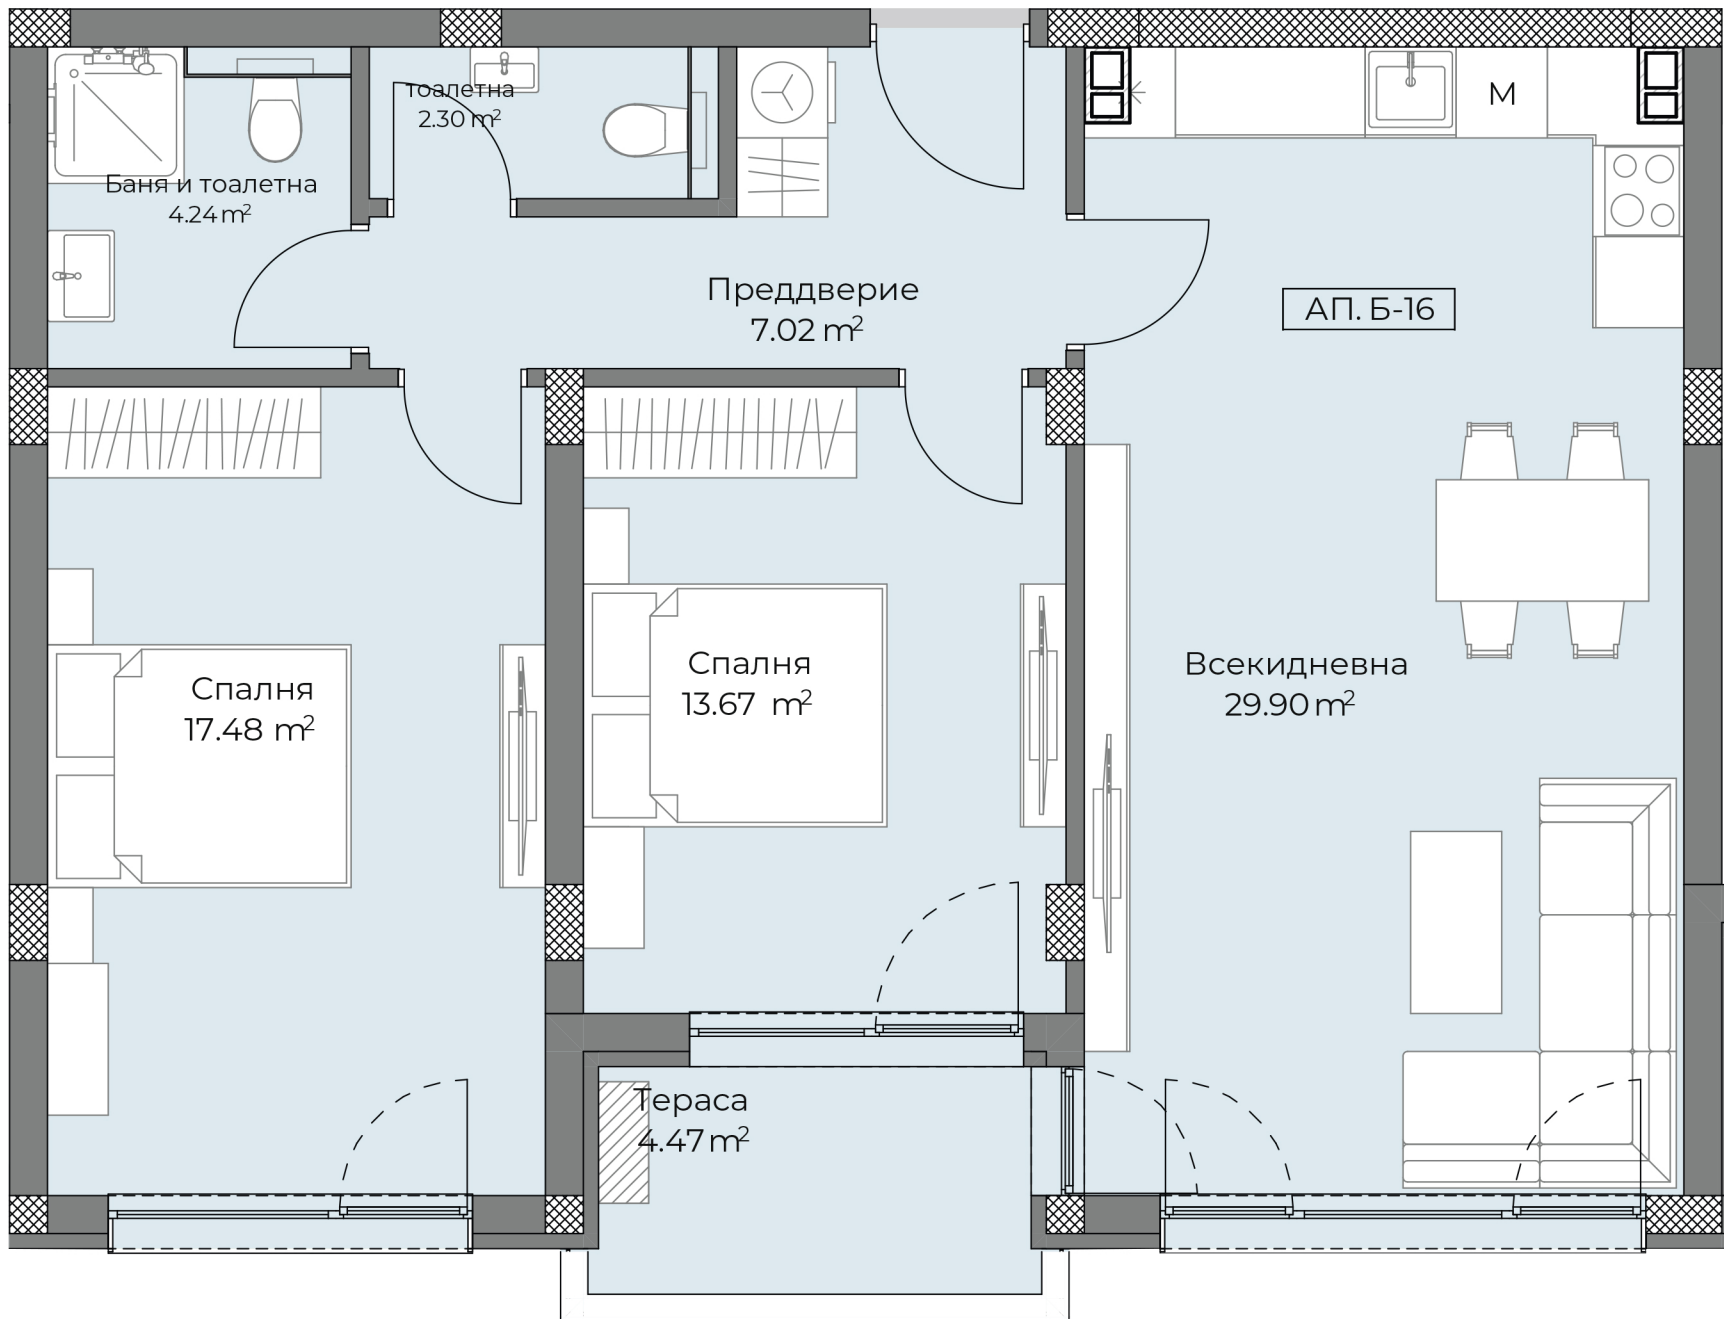 тоалетна
2.30 m²
М
Баня и тоалетна
4.24 m²
Преддверие
7.02 m²
АП. Б-16
Спалня
17.48 m²
Спалня
13.67 m²
Всекидневна
29.90 m²
Тераса
4.47 m²